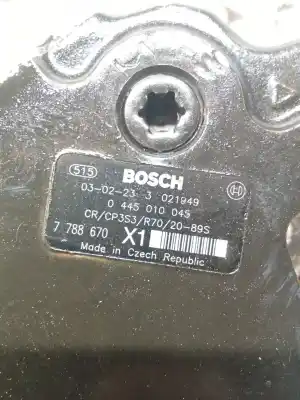 515 BOSCH
03-02-23 3 021949
0 445 010 045
CR/CP3S3/R70/20-89S
7 788 670 X1
Made in Czech Republic